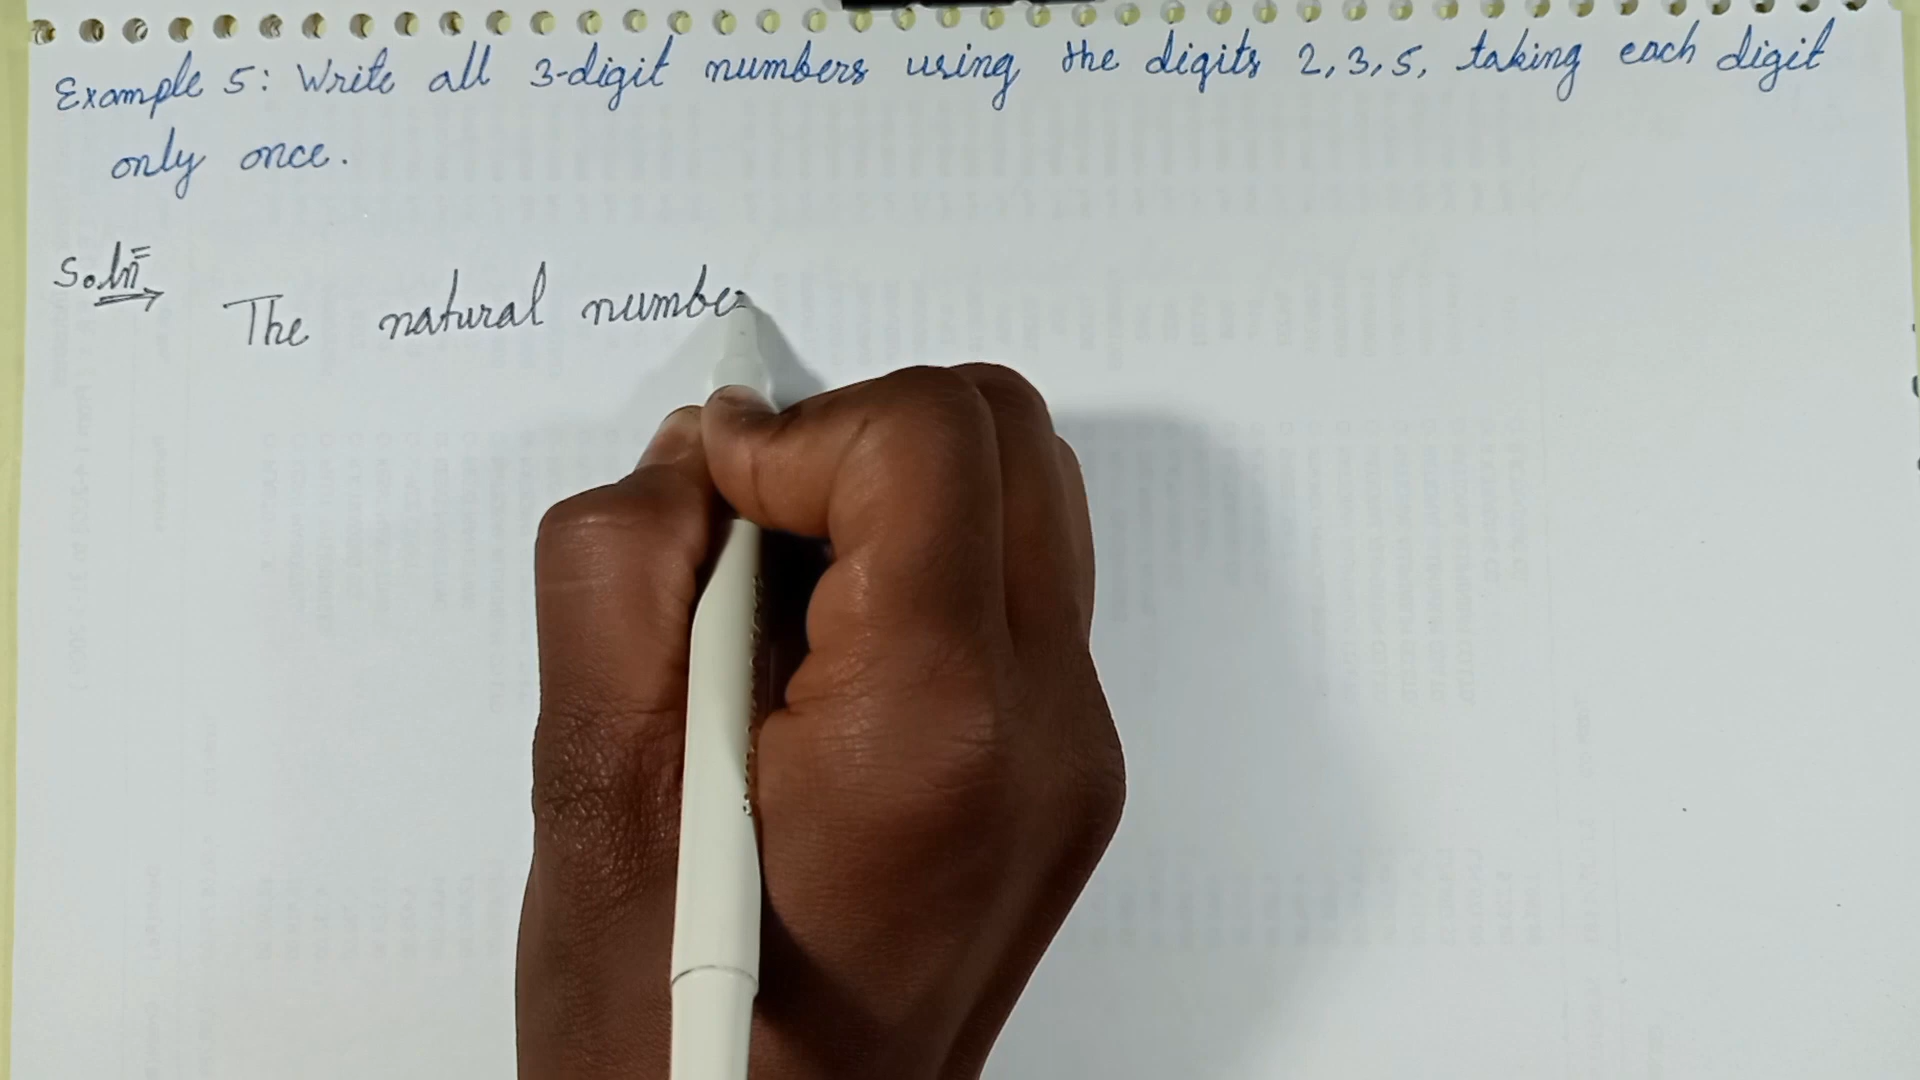 Example 5: Write all 3-digit numbers using the digits 2, 3, 5, taking each digit
only once.
Soln
The natural numbe